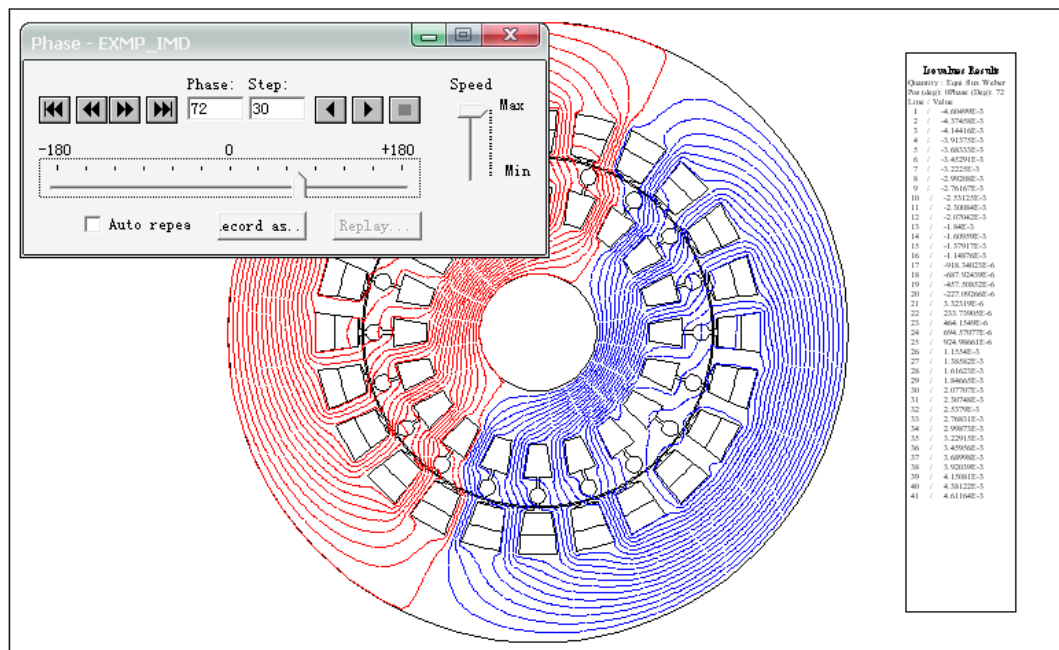 Phase - EXMP_IMD
Phase: Step: Speed
72 30
Max
-180 0 +180
Min
Auto repea .ecord as.. Replay...
Isovalues Results
Quantity : Equi flux Weber
Pos (deg): 0Phase (Deg): 72
Line / Value
1 / -4.60499E-3
2 / -4.37458E-3
3 / -4.14416E-3
4 / -3.91375E-3
5 / -3.68333E-3
6 / -3.45291E-3
7 / -3.2225E-3
8 / -2.99208E-3
9 / -2.76167E-3
10 / -2.53125E-3
11 / -2.30084E-3
12 / -2.07042E-3
13 / -1.84E-3
14 / -1.60959E-3
15 / -1.37917E-3
16 / -1.14876E-3
17 / -918.34023E-6
18 / -687.92439E-6
19 / -457.50852E-6
20 / -227.09266E-6
21 / 3.32319E-6
22 / 233.73905E-6
23 / 464.1549E-6
24 / 694.57077E-6
25 / 924.98661E-6
26 / 1.1554E-3
27 / 1.38582E-3
28 / 1.61623E-3
29 / 1.84665E-3
30 / 2.07707E-3
31 / 2.30748E-3
32 / 2.5379E-3
33 / 2.76831E-3
34 / 2.99873E-3
35 / 3.22915E-3
36 / 3.45956E-3
37 / 3.68998E-3
38 / 3.92039E-3
39 / 4.15081E-3
40 / 4.38122E-3
41 / 4.61164E-3